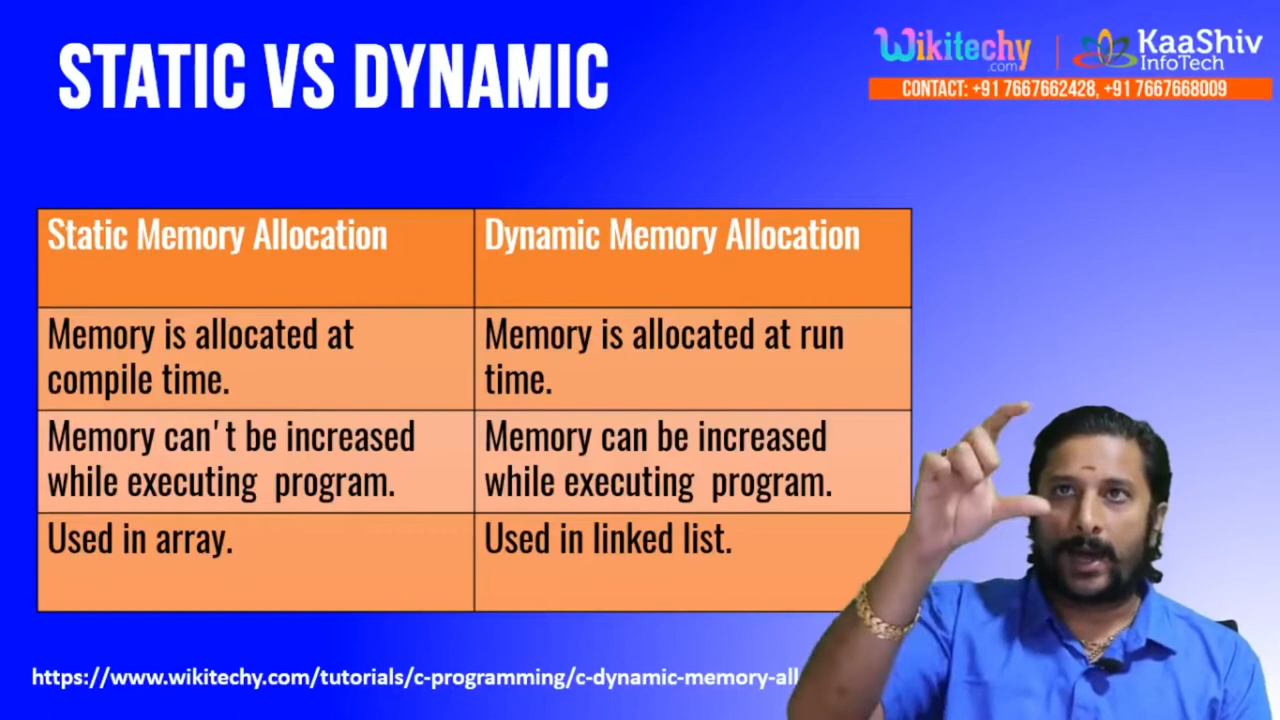 STATIC VS DYNAMIC
Wikitechy
.com
KaaShiv
InfoTech
CONTACT: +91 7667662428, +91 7667668009
Static Memory Allocation
Dynamic Memory Allocation
Memory is allocated at
compile time.
Memory is allocated at run
time.
Memory can't be increased
while executing program.
Memory can be increased
while executing program.
Used in array.
Used in linked list.
https://www.wikitechy.com/tutorials/c-programming/c-dynamic-memory-all